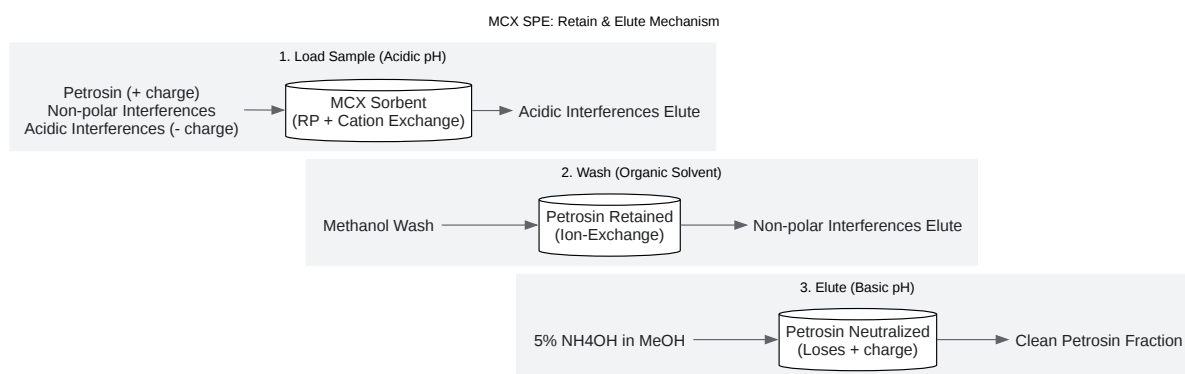 MCX SPE: Retain & Elute Mechanism
1. Load Sample (Acidic pH)
Petrosin (+ charge)
Non-polar Interferences
Acidic Interferences (- charge)
MCX Sorbent
(RP + Cation Exchange)
Acidic Interferences Elute
2. Wash (Organic Solvent)
Methanol Wash
Petrosin Retained
(Ion-Exchange)
Non-polar Interferences Elute
3. Elute (Basic pH)
5% NH4OH in MeOH
Petrosin Neutralized
(Loses + charge)
Clean Petrosin Fraction